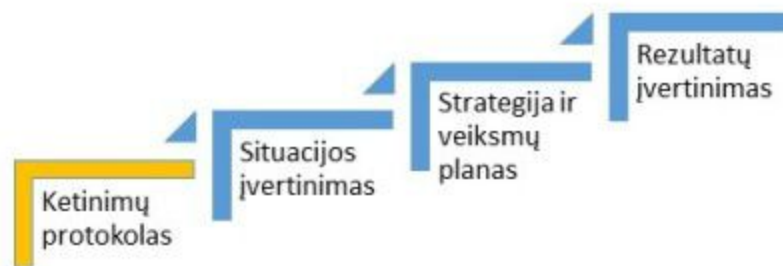 Ketinimų
protokolas
Situacijos
įvertinimas
Strategija ir
veiksmų
planas
Rezultatų
įvertinimas